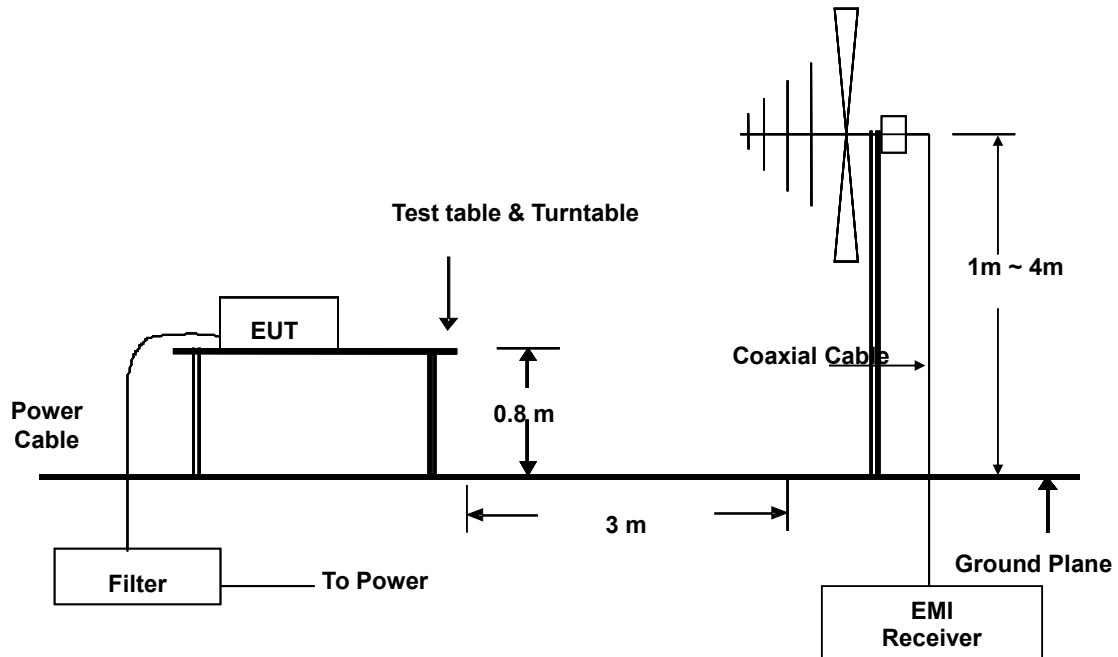 Test table & Turntable
1m ~ 4m
EUT
Coaxial Cable
0.8 m
Power
Cable
3 m
Ground Plane
Filter
To Power
EMI
Receiver